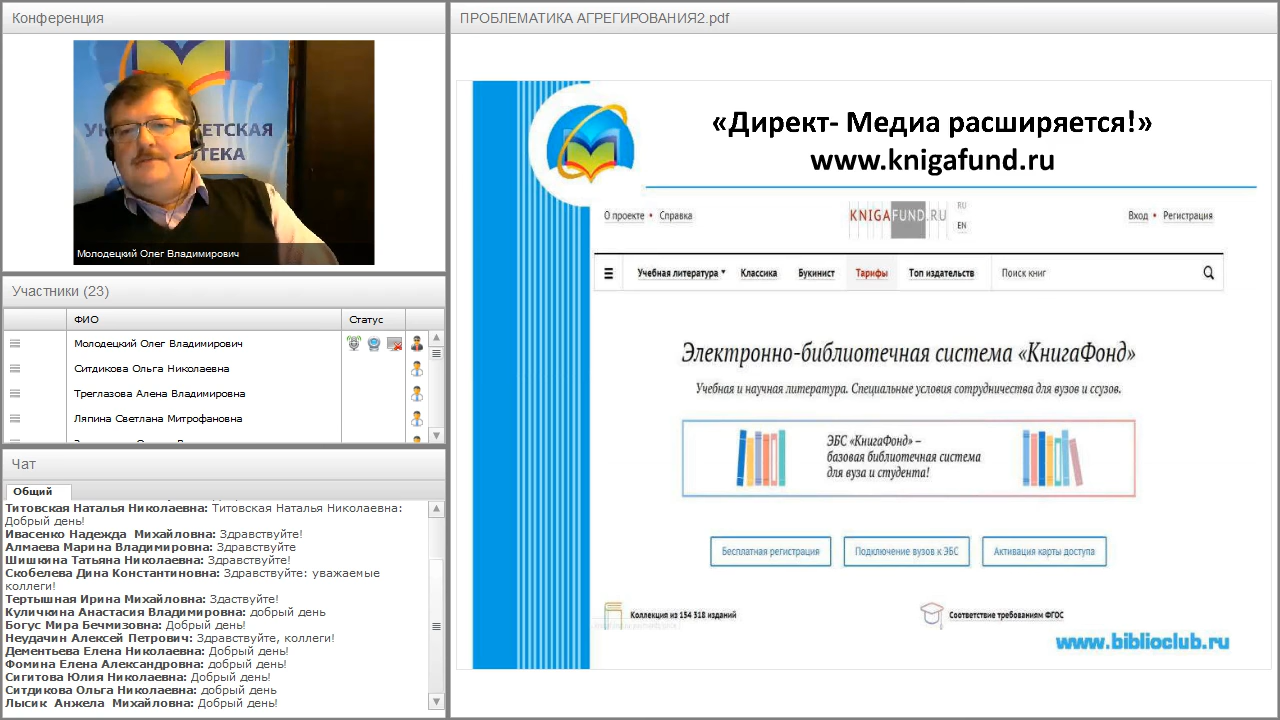 Конференция
УН
ТЕТСКАЯ
ТЕКА
Молодецкий Олег Владимирович
Участники (23)
ФИО Статус
Молодецкий Олег Владимирович
Ситдикова Ольга Николаевна
Треглазова Алена Владимировна
Ляпина Светлана Митрофановна
Чат
Общий
Титовская Наталья Николаевна: Титовская Наталья Николаевна:
Добрый день!
Ивасенко Надежда Михайловна: Здравствуйте!
Алмаева Марина Владимировна: Здравствуйте
Шишкина Татьяна Николаевна: Здравствуйте!
Скобелева Дина Константиновна: Здравствуйте: уважаемые
коллеги!
Тертышная Ирина Михайловна: Здаствуйте!
Куличкина Анастасия Владимировна: добрый день
Богус Мира Бечмизовна: Добрый день!
Неудачин Алексей Петрович: Здравствуйте, коллеги!
Дементьева Елена Николаевна: Добрый день!
Фомина Елена Александровна: добрый день!
Сигитова Юлия Николаевна: Добрый день!
Ситдикова Ольга Николаевна: добрый день
Лысик Анжела Михайловна: Добрый день!
ПРОБЛЕМАТИКА АГРЕГИРОВАНИЯ2.pdf
«Директ- Медиа расширяется!»
www.knigafund.ru
О проекте • Справка
KNIGAFUND.RU
RU
EN
Вход • Регистрация
Учебная литература Классика Букинист Тарифы Топ издательств Поиск книг
Электронно-библиотечная система «КнигаФонд»
Учебная и научная литература. Специальные условия сотрудничества для вузов и ссузов.
ЭБС «КнигаФонд» –
базовая библиотечная система
для вуза и студента!
Бесплатная регистрация Подключение вузов к ЭБС Активация карты доступа
Коллекция из 154 318 изданий Соответствие требованиям ФГОС
www.biblioclub.ru